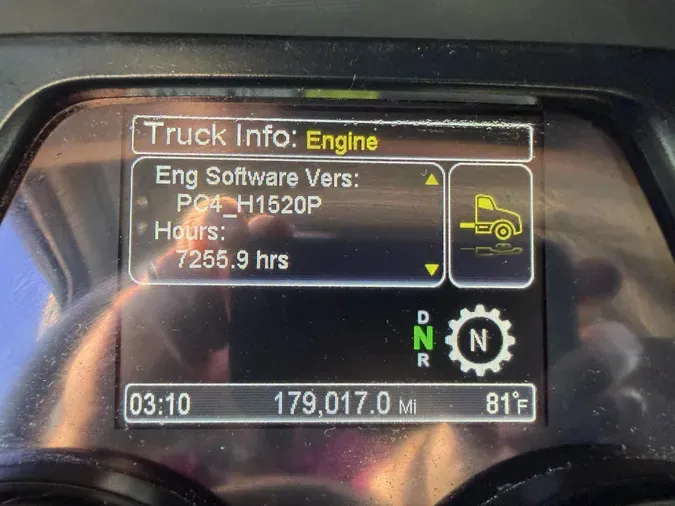 Truck Info: Engine
Eng Software Vers:
PC4_H1520P
Hours:
7255.9 hrs
D
N
R
N
03:10 179,017.0 Mi 81°F